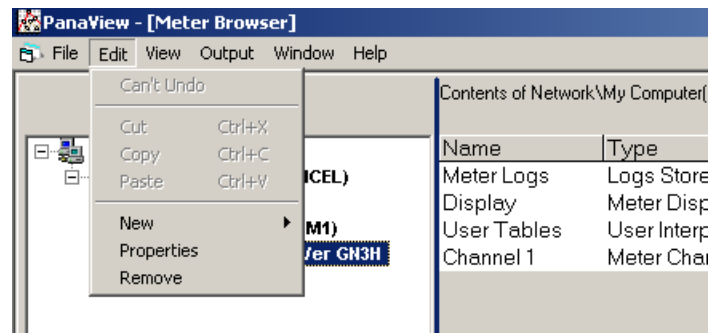 PanaView - [Meter Browser]
File Edit View Output Window Help
Can't Undo
Cut Ctrl+X
Copy Ctrl+C
Paste Ctrl+V
New
Properties
Remove
ICEL)
M1)
Ver GN3H
Contents of Network\My Computer(
Name Type
Meter Logs Logs Store
Display Meter Disp
User Tables User Interp
Channel 1 Meter Char